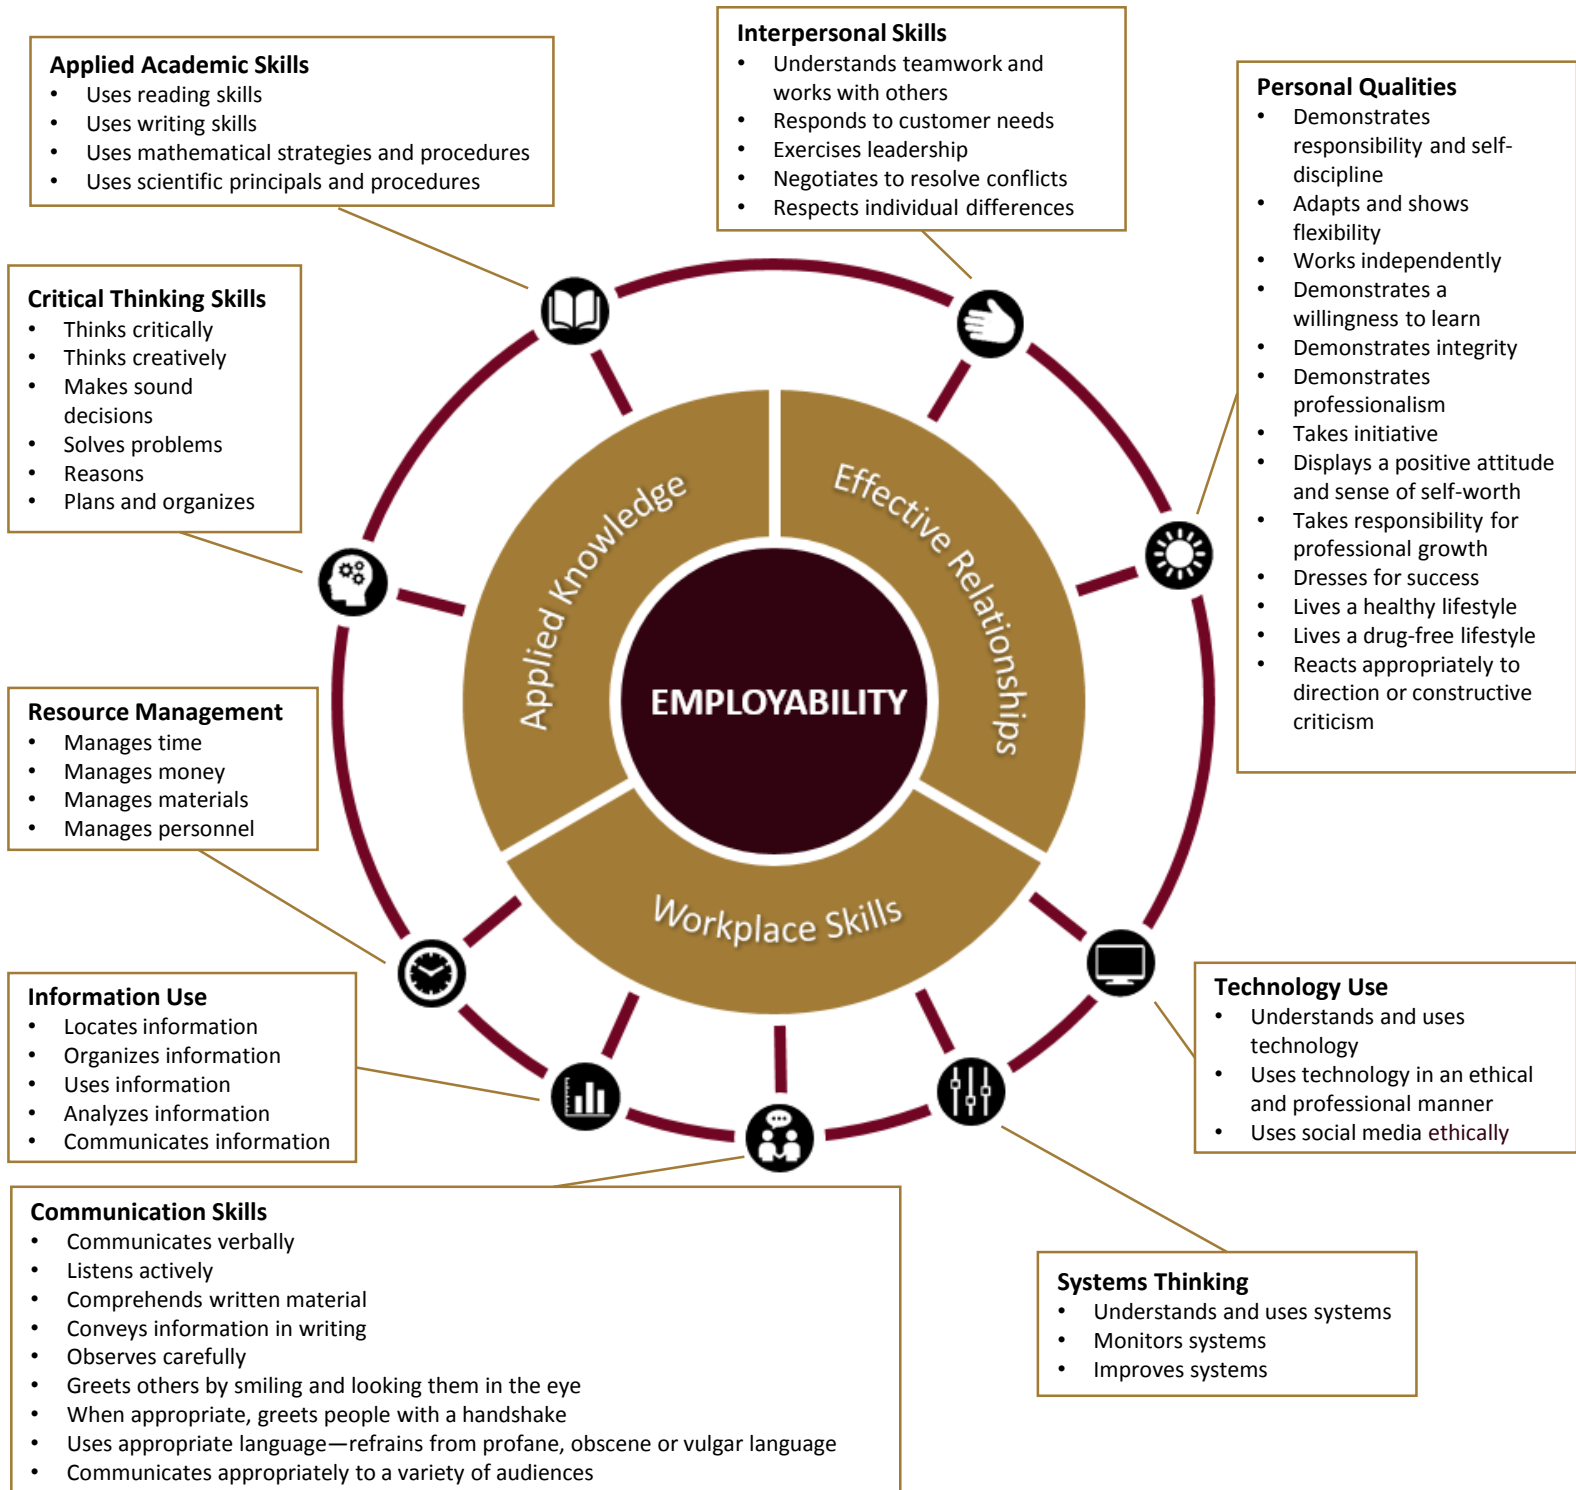 Applied Academic Skills
• Uses reading skills
• Uses writing skills
• Uses mathematical strategies and procedures
• Uses scientific principals and procedures
Interpersonal Skills
• Understands teamwork and
works with others
• Responds to customer needs
• Exercises leadership
• Negotiates to resolve conflicts
• Respects individual differences
Personal Qualities
• Demonstrates
responsibility and self-
discipline
• Adapts and shows
flexibility
• Works independently
• Demonstrates a
willingness to learn
• Demonstrates integrity
• Demonstrates
professionalism
• Takes initiative
• Displays a positive attitude
and sense of self-worth
• Takes responsibility for
professional growth
• Dresses for success
• Lives a healthy lifestyle
• Lives a drug-free lifestyle
• Reacts appropriately to
direction or constructive
criticism
Critical Thinking Skills
• Thinks critically
• Thinks creatively
• Makes sound
decisions
• Solves problems
• Reasons
• Plans and organizes
Applied Knowledge
Effective Relationships
EMPLOYABILITY
Workplace Skills
Resource Management
• Manages time
• Manages money
• Manages materials
• Manages personnel
Information Use
• Locates information
• Organizes information
• Uses information
• Analyzes information
• Communicates information
Technology Use
• Understands and uses
technology
• Uses technology in an ethical
and professional manner
• Uses social media ethically
Communication Skills
• Communicates verbally
• Listens actively
• Comprehends written material
• Conveys information in writing
• Observes carefully
• Greets others by smiling and looking them in the eye
• When appropriate, greets people with a handshake
• Uses appropriate language—refrains from profane, obscene or vulgar language
• Communicates appropriately to a variety of audiences
Systems Thinking
• Understands and uses systems
• Monitors systems
• Improves systems